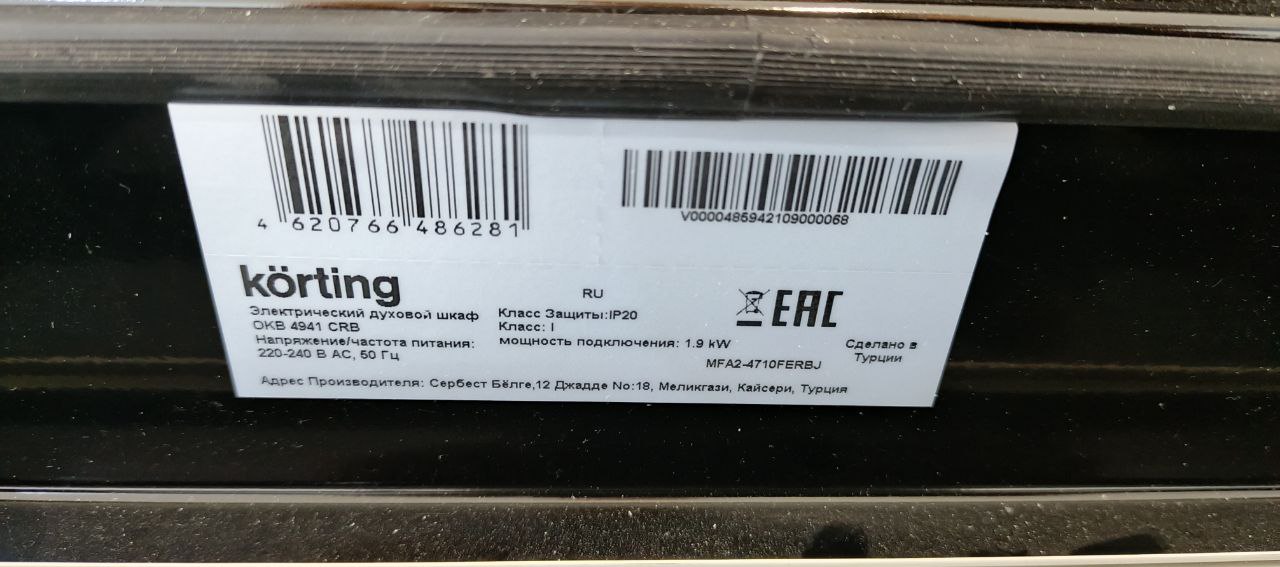 4 620766 486281
V0000485942109000068
körting
RU
EAC
Электрический духовой шкаф
OKB 4941 CRB
Напряжение/частота питания:
220-240 В AC, 50 Гц
Класс Защиты:IP20
Класс: I
мощность подключения: 1.9 kW
MFA2-4710FERBJ
Сделано в
Турции
Адрес Производителя: Сербест Бёлге,12 Джадде No:18, Меликгази, Кайсери, Турция